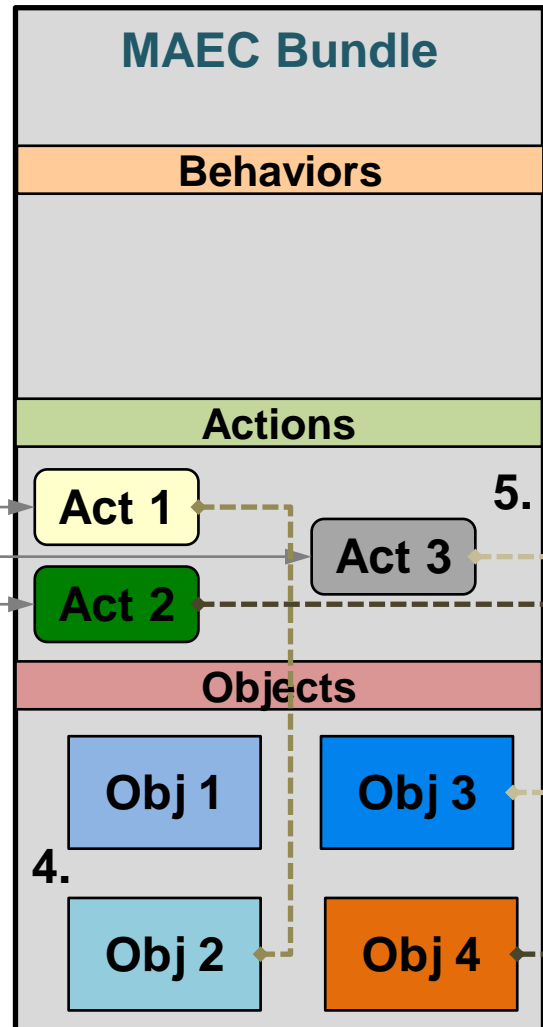 MAEC Bundle
Behaviors
Actions
5.
Act 1
Act 3
Act 2
Objects
Obj 1
Obj 3
4.
Obj 2
Obj 4